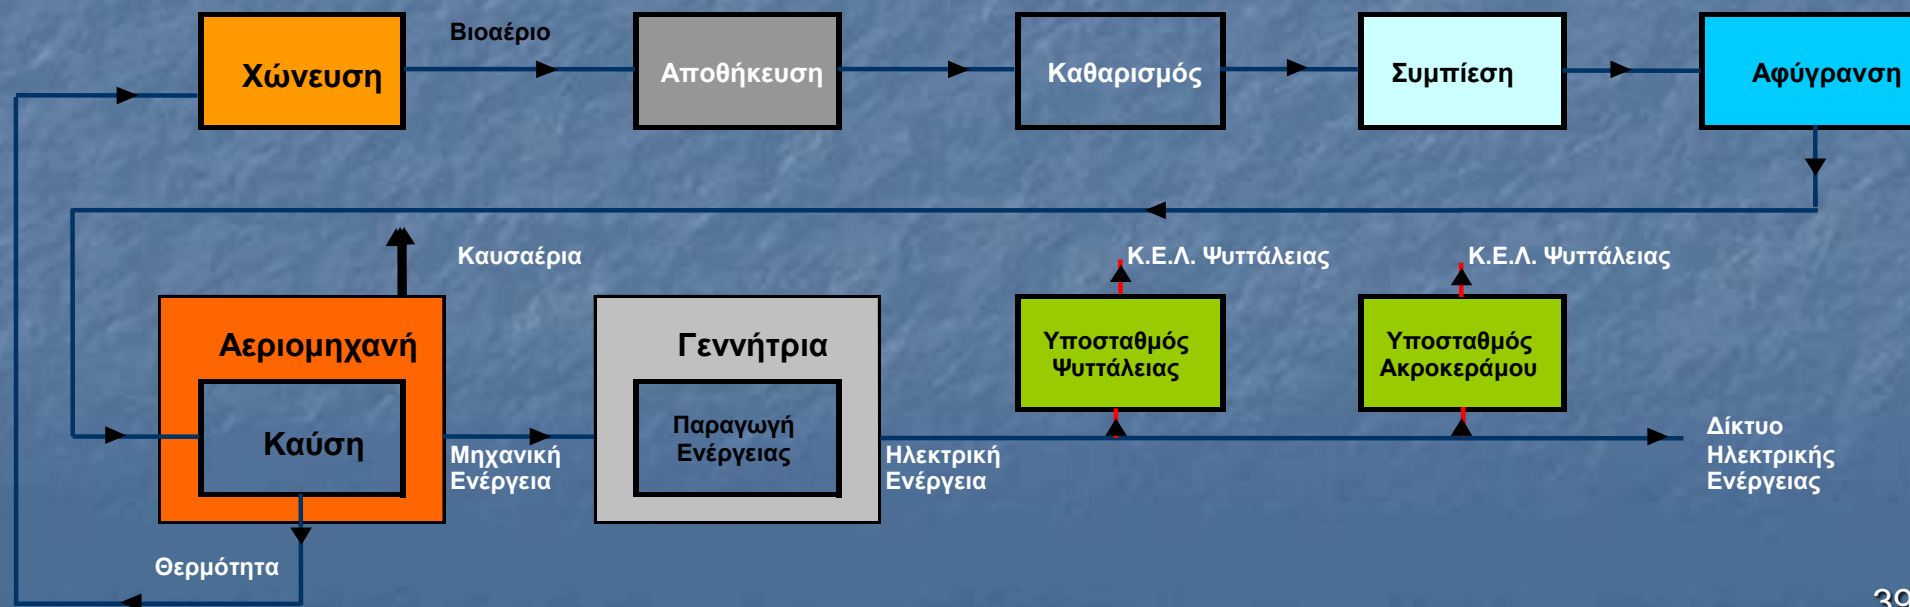 Βιοαέριο
Χώνευση
Αποθήκευση
Καθαρισμός
Συμπίεση
Αφύγρανση
Καυσαέρια
Κ.Ε.Λ. Ψυττάλειας
Κ.Ε.Λ. Ψυττάλειας
Αεριομηχανή
Γεννήτρια
Υποσταθμός
Ψυττάλειας
Υποσταθμός
Ακροκεράμου
Καύση
Μηχανική
Ενέργεια
Παραγωγή
Ενέργειας
Ηλεκτρική
Ενέργεια
Δίκτυο
Ηλεκτρικής
Ενέργειας
Θερμότητα
39